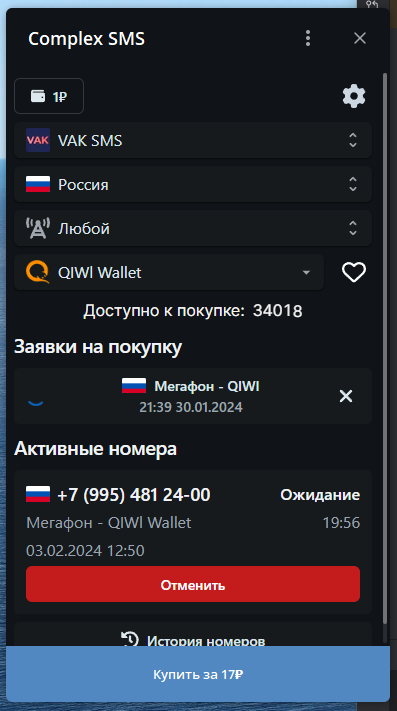 Complex SMS
1₽
VAK VAK SMS
Россия
Любой
QIWI Wallet
Доступно к покупке: 34018
Заявки на покупку
Мегафон - QIWI
21:39 30.01.2024
Активные номера
+7 (995) 481 24-00 Ожидание
Мегафон - QIWI Wallet 19:56
03.02.2024 12:50
Отменить
История номеров
Купить за 17₽